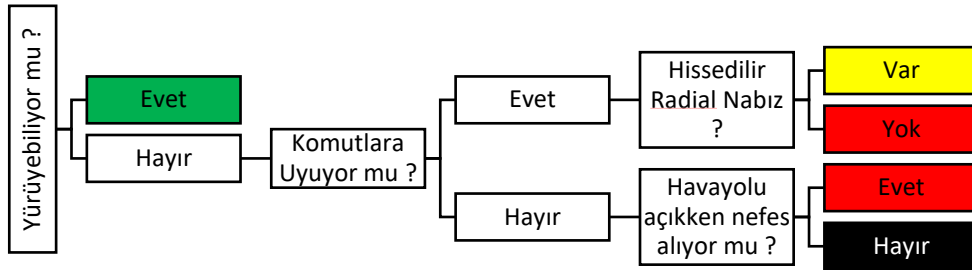 Yürüyebiliyor mu ?
Evet
Hayır
Komutlara
Uyuyor mu ?
Evet
Hissedilir
Radial Nabız
?
Var
Yok
Hayır
Havayolu
açıkken nefes
alıyor mu ?
Evet
Hayır